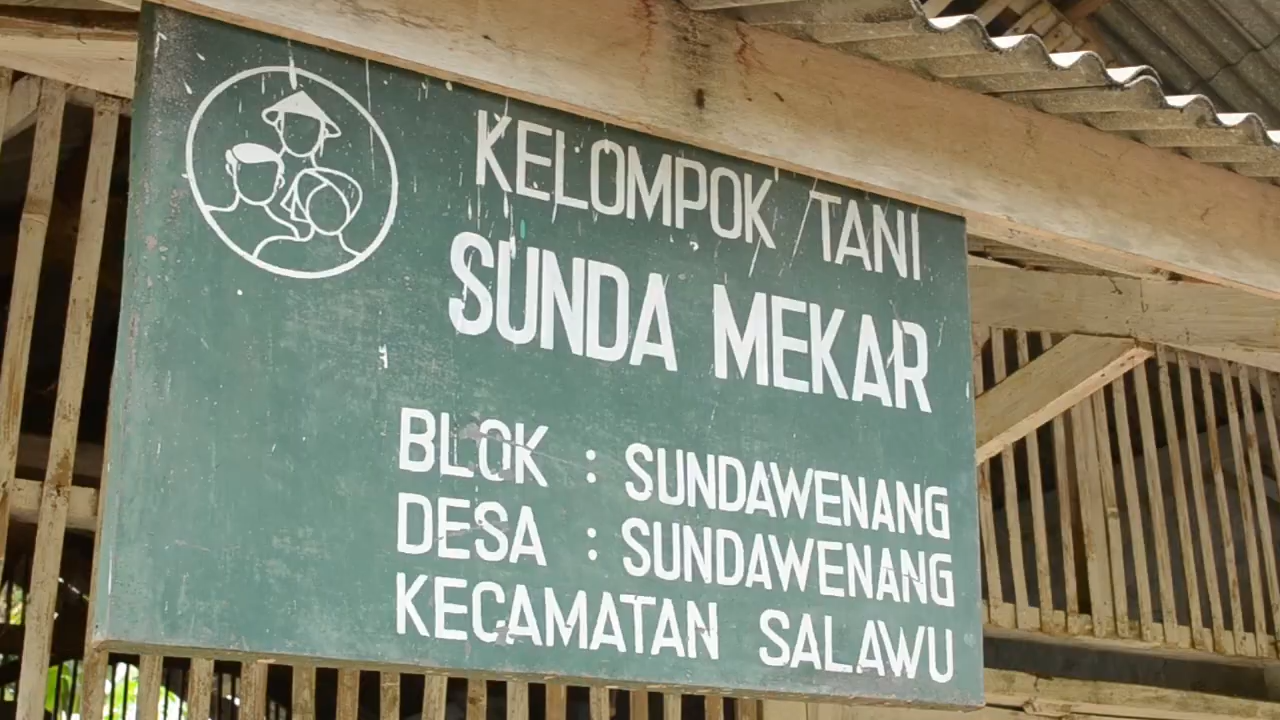 KELOMPOK TANI
SUNDA MEKAR
BLOK : SUNDAWENANG
DESA : SUNDAWENANG
KECAMATAN SALAWU